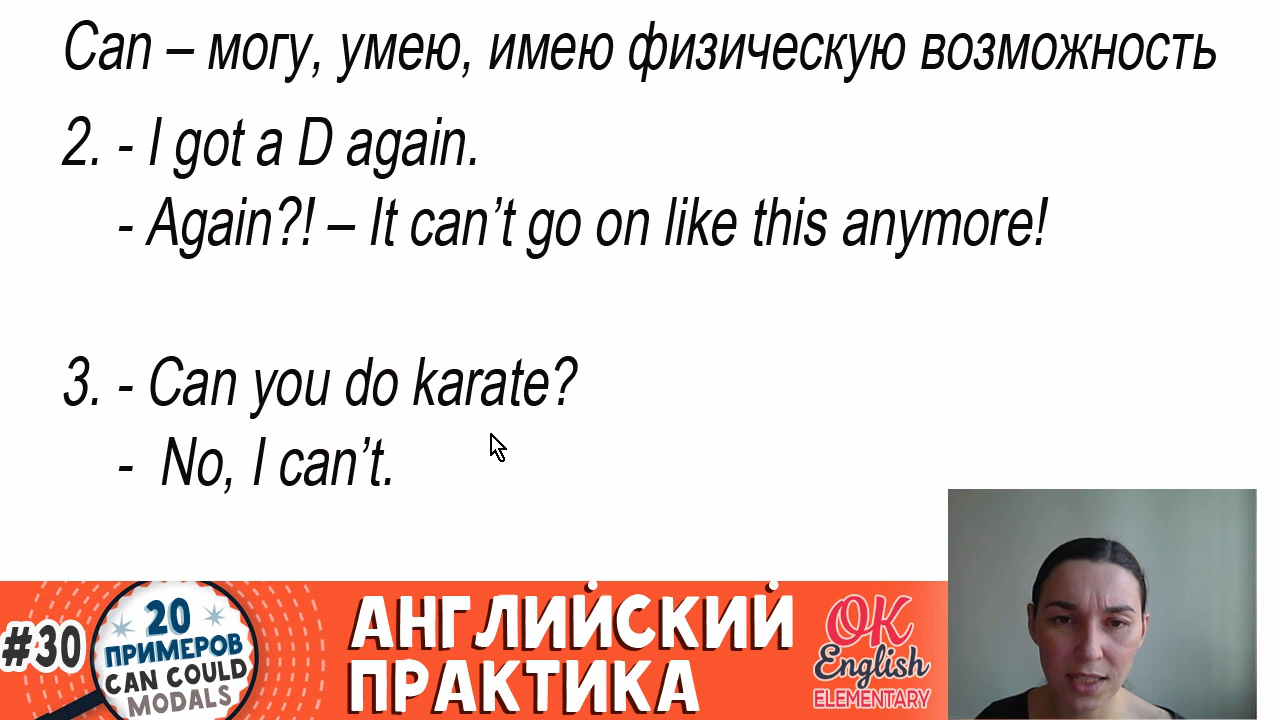 Can – могу, умею, имею физическую возможность
2. - I got a D again.
- Again?! – It can’t go on like this anymore!
3. - Can you do karate?
- No, I can’t.
#30
20
ПРИМЕРОВ
CAN COULD
MODALS
АНГЛИЙСКИЙ
ПРАКТИКА
OK
English
ELEMENTARY